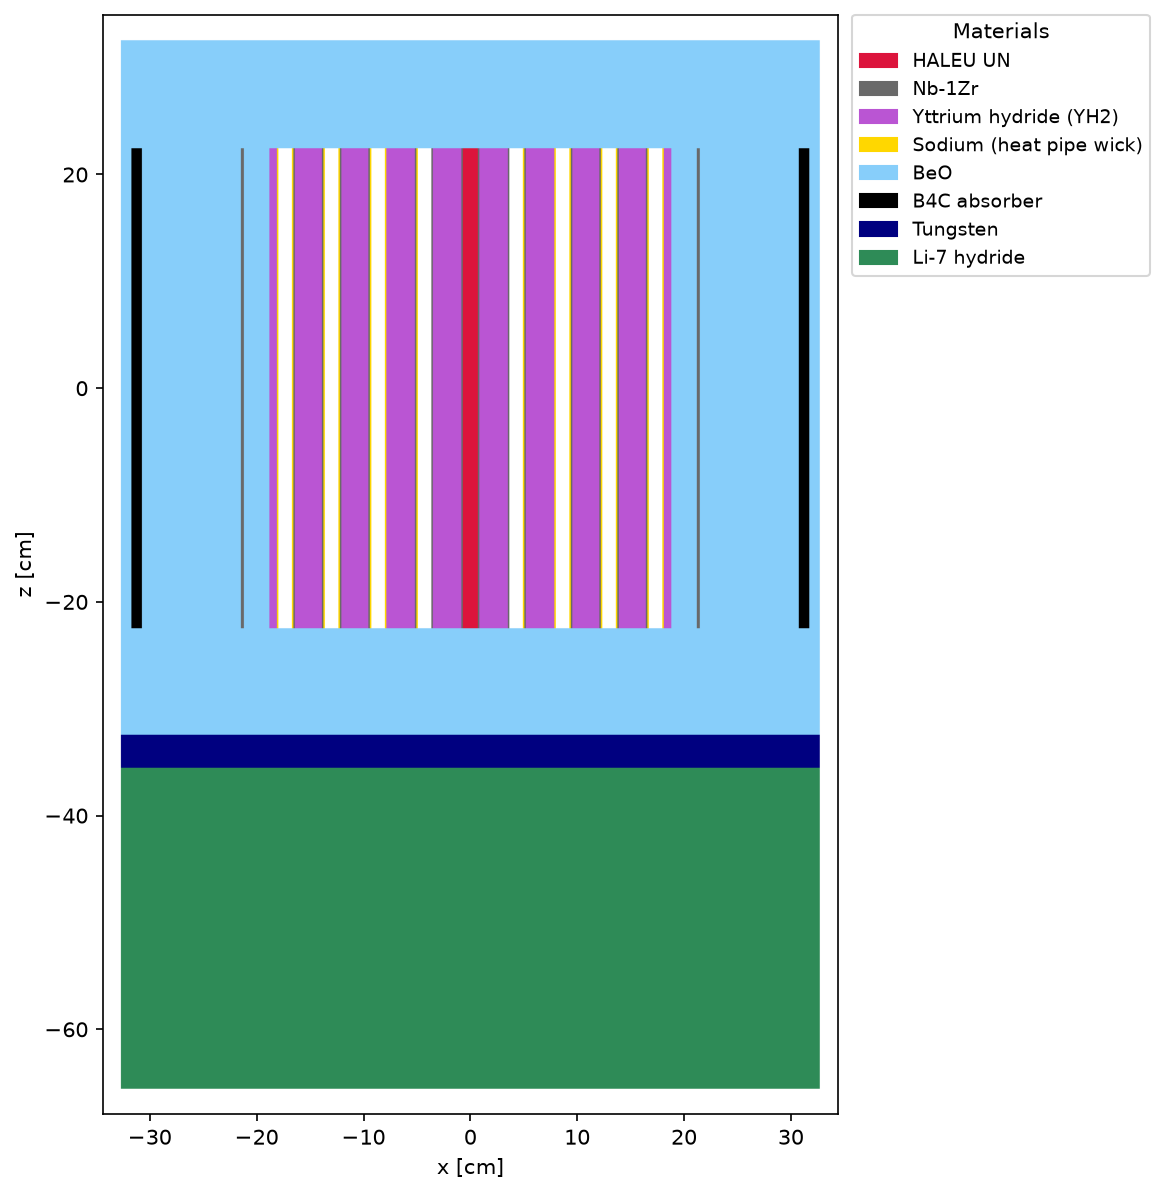 Materials
HALEU UN
Nb-1Zr
Yttrium hydride (YH2)
Sodium (heat pipe wick)
BeO
B4C absorber
Tungsten
Li-7 hydride
z [cm]
20
0
−20
−40
−60
−30 −20 −10 0 10 20 30
x [cm]